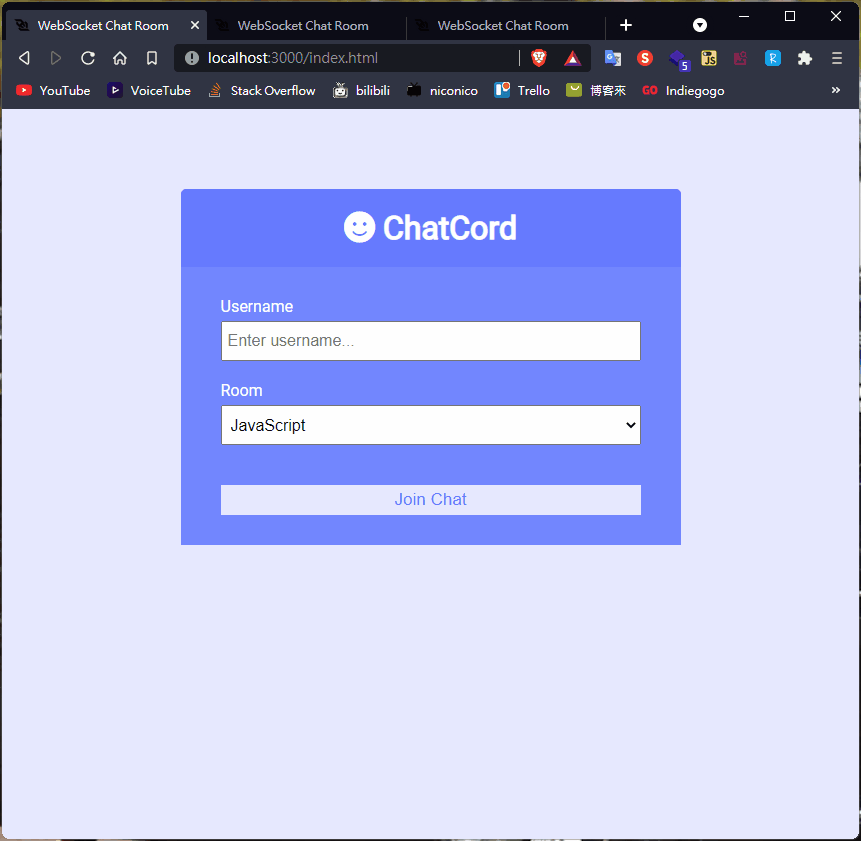 WebSocket Chat Room WebSocket Chat Room WebSocket Chat Room
localhost:3000/index.html S 5 JS R
YouTube VoiceTube Stack Overflow bilibili niconico Trello 博客來 GO Indiegogo
ChatCord
Username
Enter username...
Room
JavaScript
Join Chat